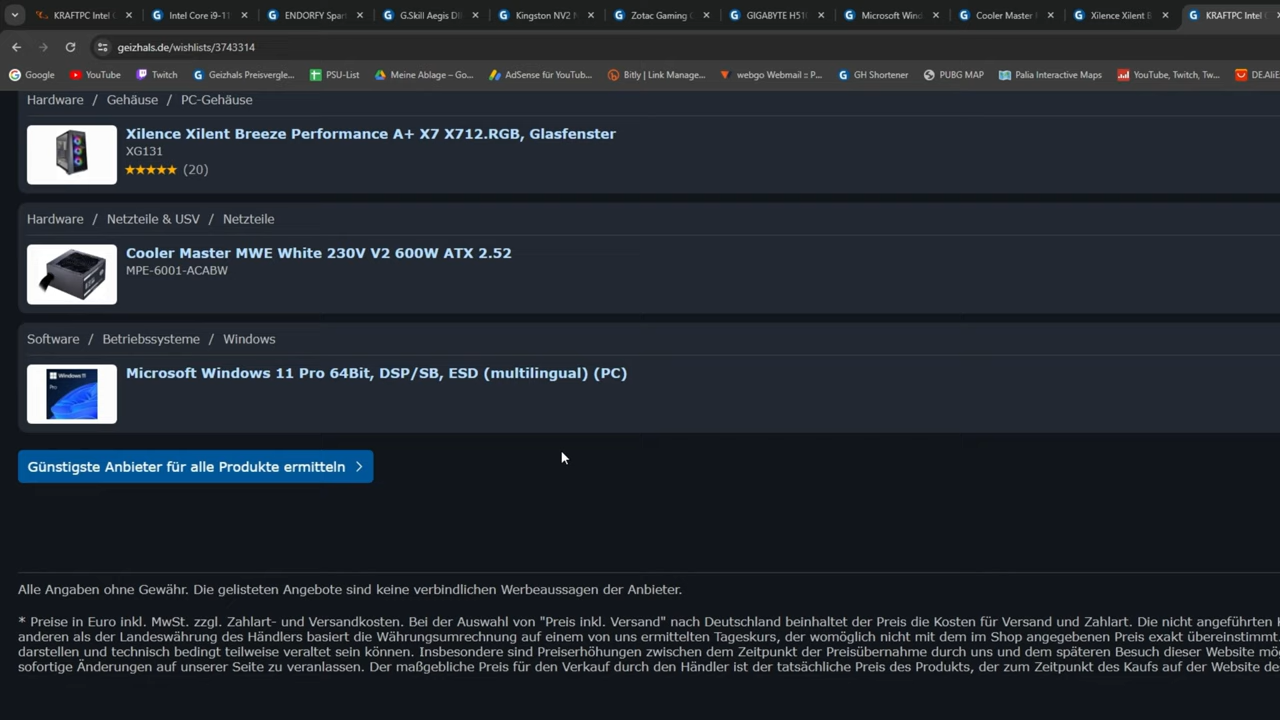 KRAFTPC Intel
Intel Core i9-11
ENDORFY Spart
G.Skill Aegis
Kingston NV2
Zotac Gaming
GIGABYTE H510
Microsoft Wind
Cooler Master
Xilence Xilent B
KRAFTPC Intel
geizhals.de/wishlists/3743314
Google
YouTube
Twitch
Geizhals Preisvergle...
PSU-List
Meine Ablage – Go...
AdSense für YouTub...
Bitly | Link Manage...
webgo Webmail :: P...
GH Shortener
PUBG MAP
Palia Interactive Maps
YouTube, Twitch, Tw...
DE.AliE
Hardware / Gehäuse / PC-Gehäuse
Xilence Xilent Breeze Performance A+ X7 X712.RGB, Glasfenster
XG131
★★★★★ (20)
Hardware / Netzteile & USV / Netzteile
Cooler Master MWE White 230V V2 600W ATX 2.52
MPE-6001-ACABW
Software / Betriebssysteme / Windows
Windows 11
Pro
Microsoft Windows 11 Pro 64Bit, DSP/SB, ESD (multilingual) (PC)
Günstigste Anbieter für alle Produkte ermitteln
Alle Angaben ohne Gewähr. Die gelisteten Angebote sind keine verbindlichen Werbeaussagen der Anbieter.
* Preise in Euro inkl. MwSt. zzgl. Zahlart- und Versandkosten. Bei der Auswahl von "Preis inkl. Versand" nach Deutschland beinhaltet der Preis die Kosten für Versand und Zahlart. Die nicht angeführten
anderen als der Landeswährung des Händlers basiert die Währungsumrechnung auf einem von uns ermittelten Tageskurs, der womöglich nicht mit dem im Shop angegebenen Preis exakt übereinstimmt.
darstellen und technisch bedingt teilweise veraltet sein können. Insbesondere sind Preiserhöhungen zwischen dem Zeitpunkt der Preisübernahme durch uns und dem späteren Besuch dieser Website mö
sofortige Änderungen auf unserer Seite zu veranlassen. Der maßgebliche Preis für den Verkauf durch den Händler ist der tatsächliche Preis des Produkts, der zum Zeitpunkt des Kaufs auf der Website de